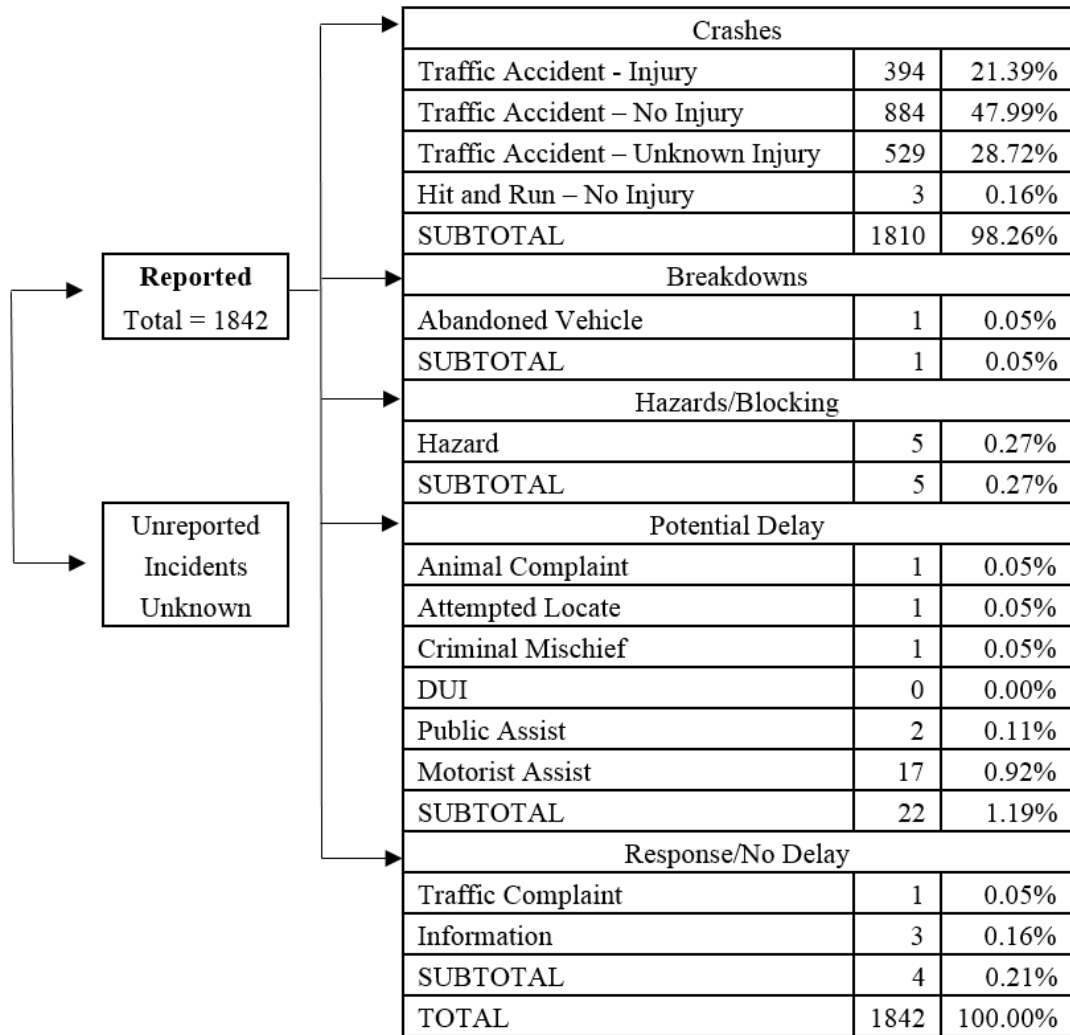 Reported
Total = 1842
Unreported
Incidents
Unknown
Crashes
Traffic Accident - Injury 394 21.39%
Traffic Accident – No Injury 884 47.99%
Traffic Accident – Unknown Injury 529 28.72%
Hit and Run – No Injury 3 0.16%
SUBTOTAL 1810 98.26%
Breakdowns
Abandoned Vehicle 1 0.05%
SUBTOTAL 1 0.05%
Hazards/Blocking
Hazard 5 0.27%
SUBTOTAL 5 0.27%
Potential Delay
Animal Complaint 1 0.05%
Attempted Locate 1 0.05%
Criminal Mischief 1 0.05%
DUI 0 0.00%
Public Assist 2 0.11%
Motorist Assist 17 0.92%
SUBTOTAL 22 1.19%
Response/No Delay
Traffic Complaint 1 0.05%
Information 3 0.16%
SUBTOTAL 4 0.21%
TOTAL 1842 100.00%